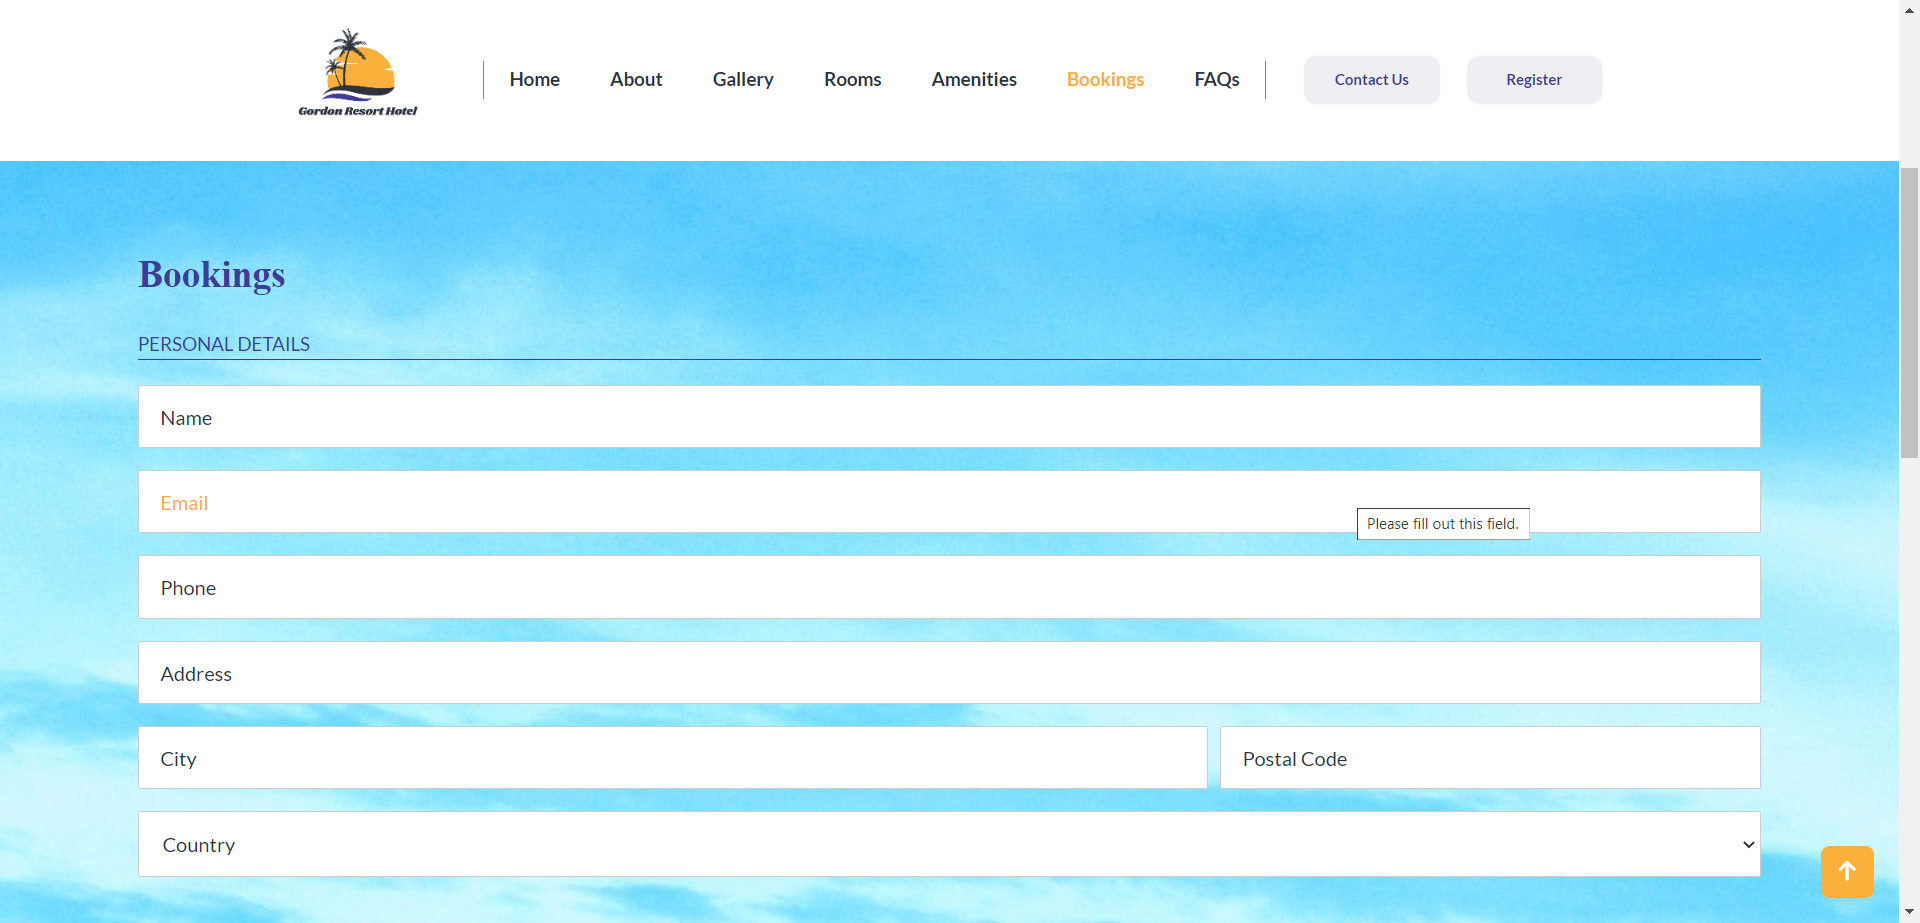 Gordon Resort Hotel
Home About Gallery Rooms Amenities Bookings FAQs Contact Us Register
Bookings
PERSONAL DETAILS
Name
Email
Please fill out this field.
Phone
Address
City Postal Code
Country